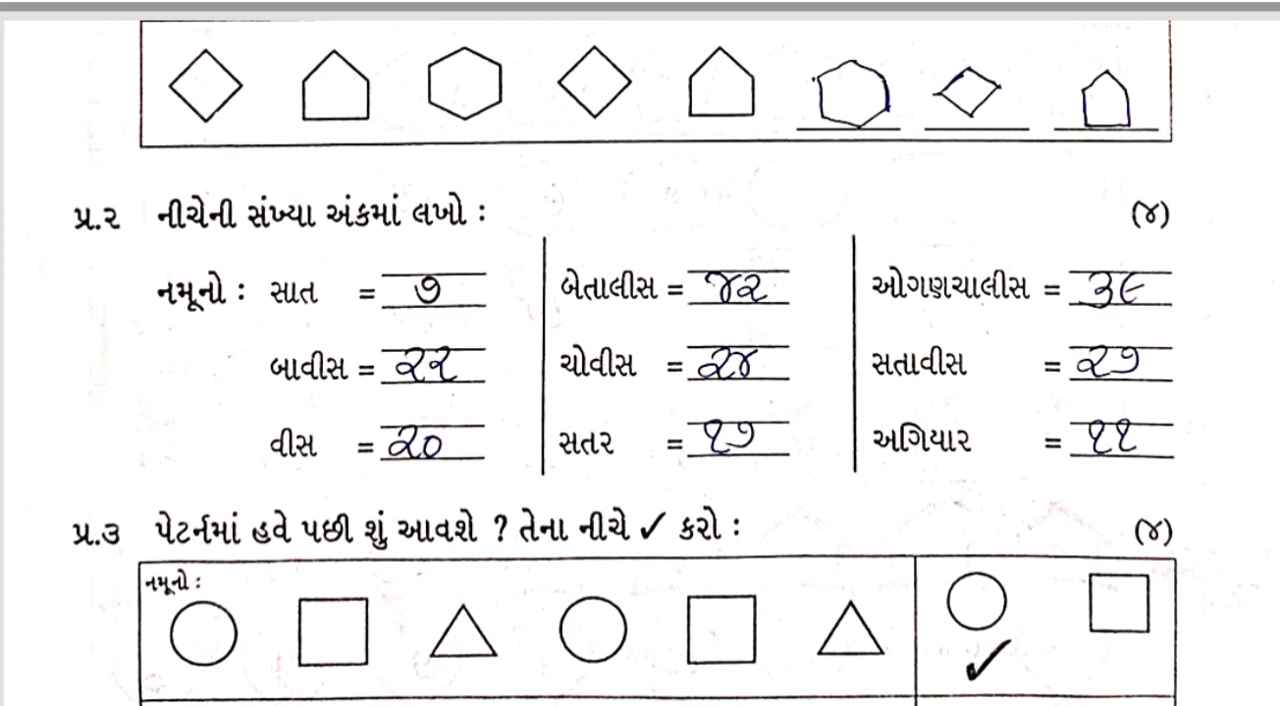 પ્ર.૨ નીચેની સંખ્યા અંકમાં લખો : (૪)
નમૂનો : સાત = ૭ બેતાલીસ = ૪૨ ઓગણચાલીસ = ૩૯
બાવીસ = ૨૨ ચોવીસ = ૨૪ સતાવીસ = ૨૭
વીસ = ૨૦ સતર = ૧૭ અગિયાર = ૧૧
પ્ર.૩ પેટર્નમાં હવે પછી શું આવશે ? તેના નીચે ✓ કરો : (૪)
નમૂનો :
✓